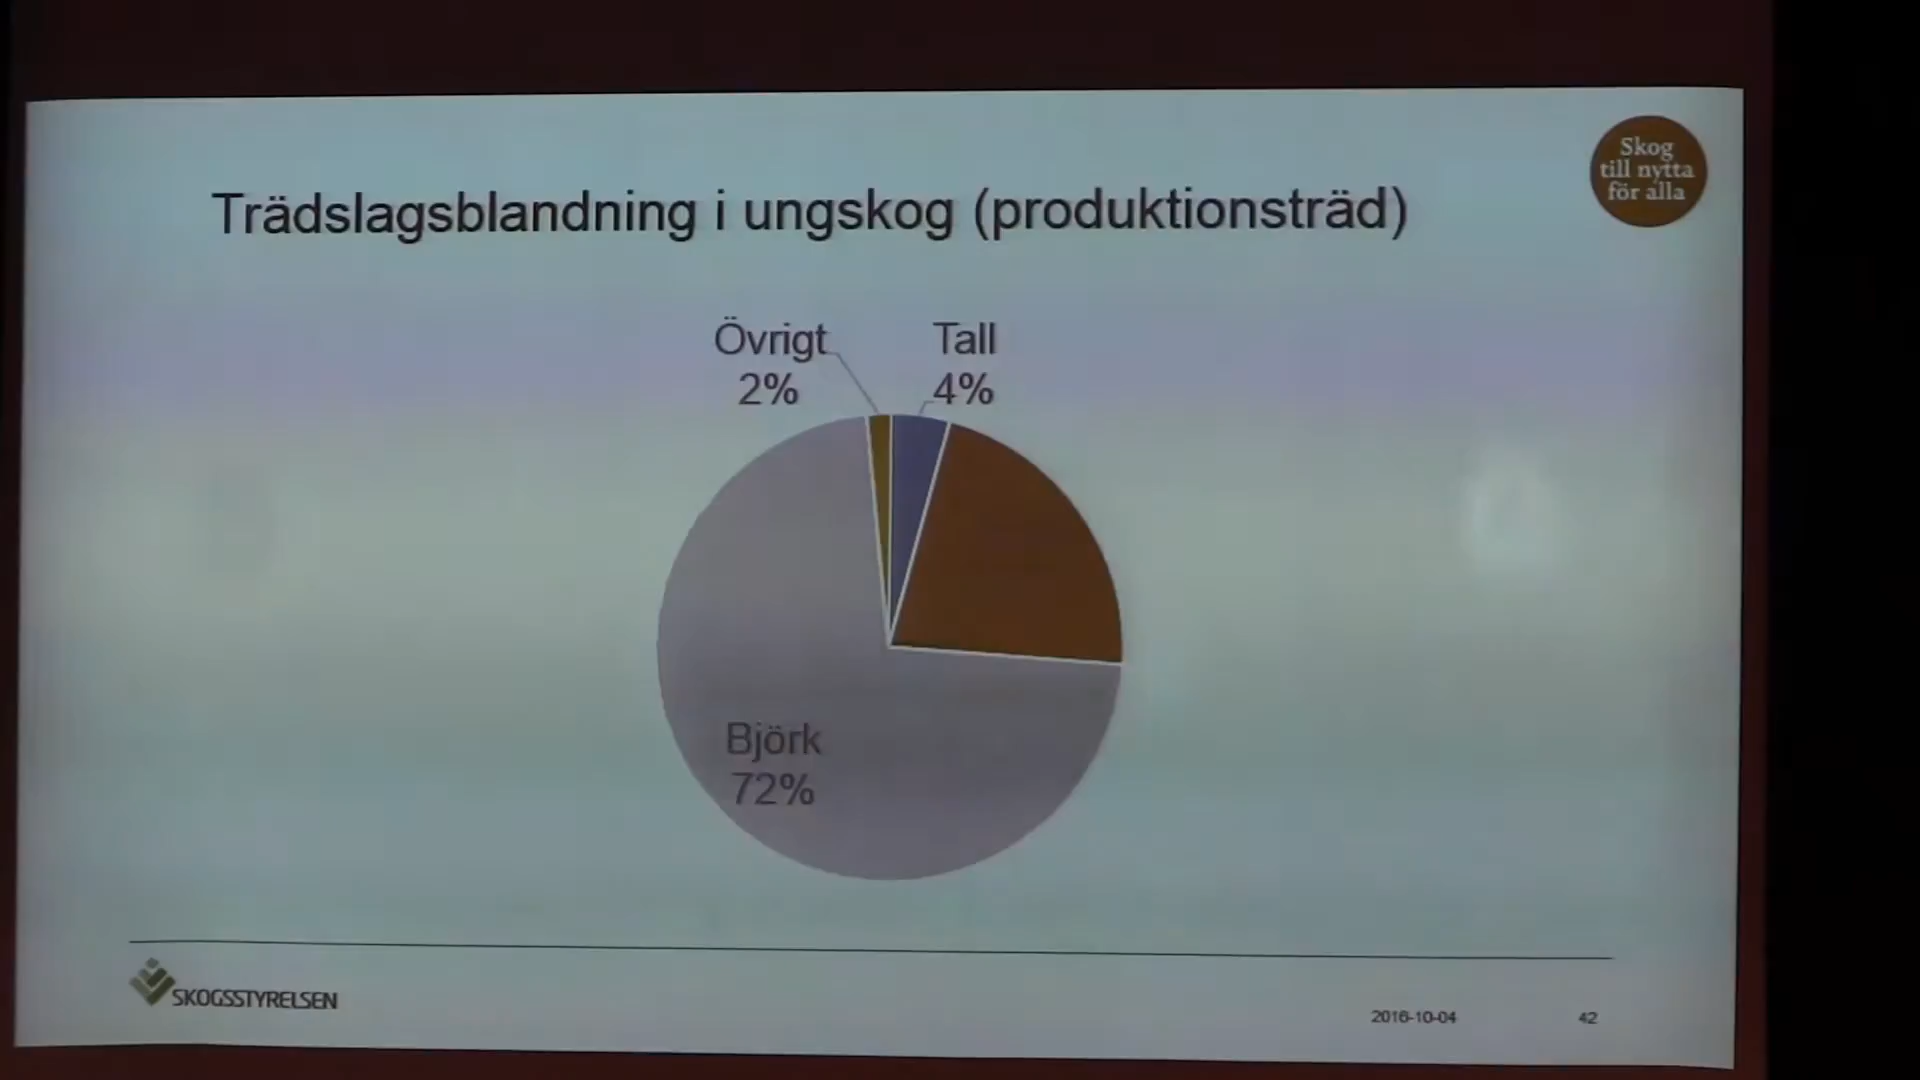 Skog
till nytta
för alla
Trädslagsblandning i ungskog (produktionsträd)
Övrigt
2%
Tall
4%
Björk
72%
SKOGSSTYRELSEN
2016-10-04
42